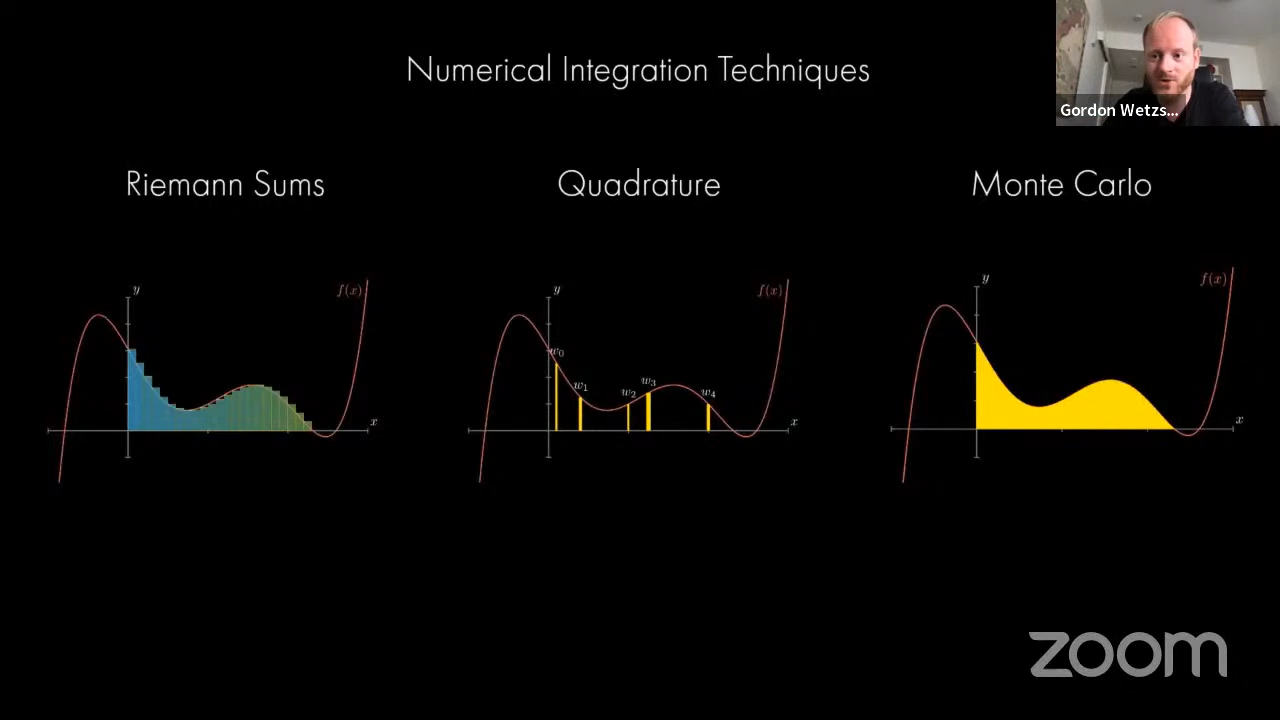 Numerical Integration Techniques
Gordon Wetzs...
Riemann Sums
Quadrature
Monte Carlo
y
f(x)
x
y
f(x)
w₀
w₁
w₂
w₃
w₄
x
y
f(x)
x
zoom